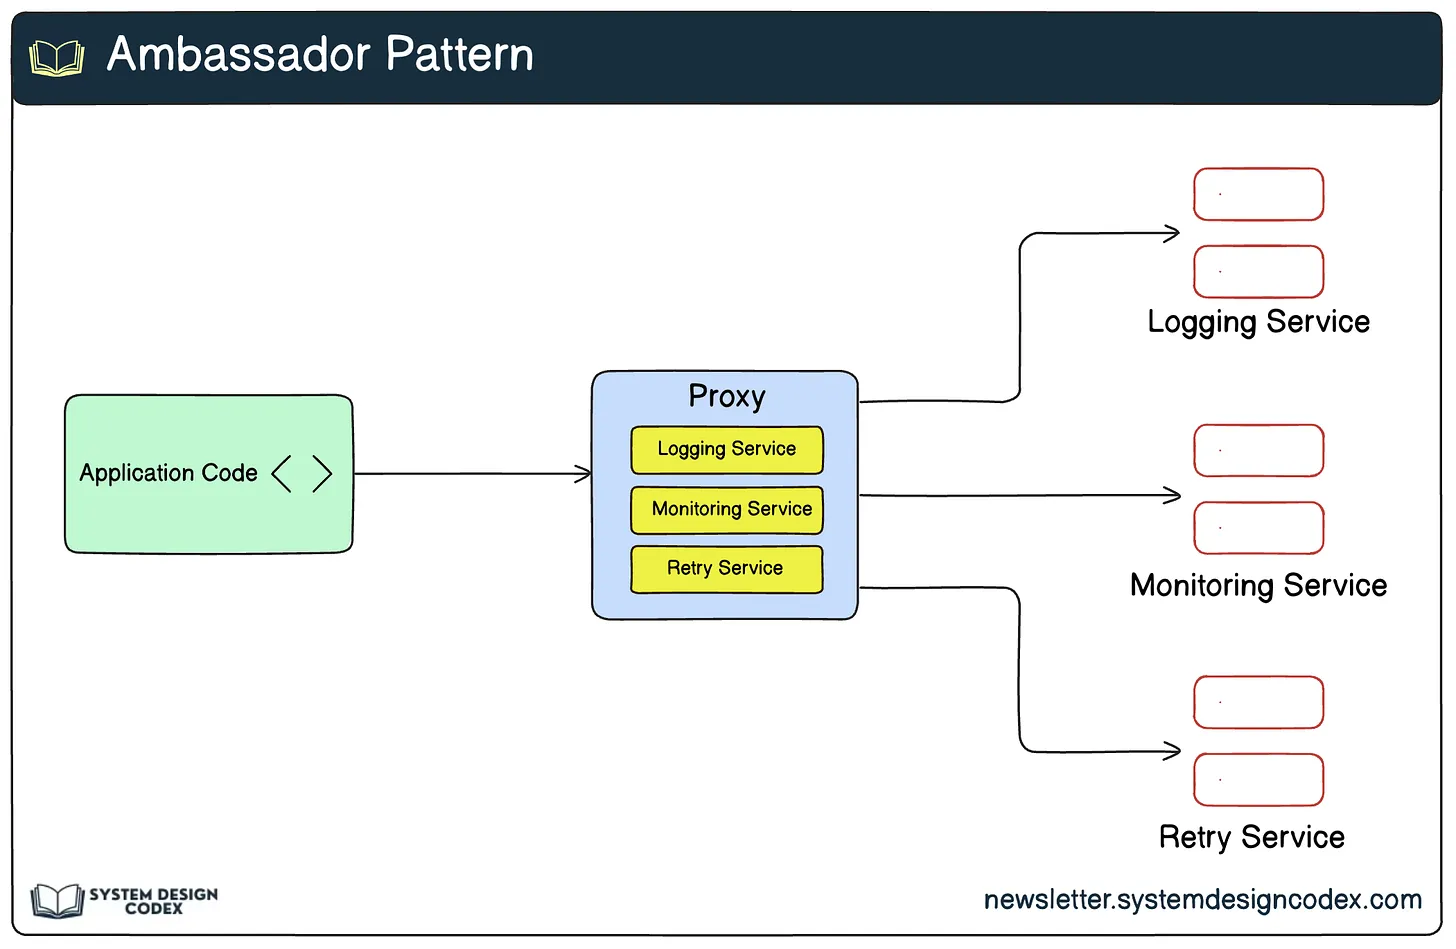 Ambassador Pattern
Application Code
Proxy
Logging Service
Monitoring Service
Retry Service
Logging Service
Monitoring Service
Retry Service
SYSTEM DESIGN
CODEX
newsletter.systemdesigncodex.com